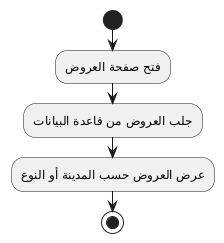 فتح صفحة العروض
جلب العروض من قاعدة البيانات
عرض العروض حسب المدينة أو النوع